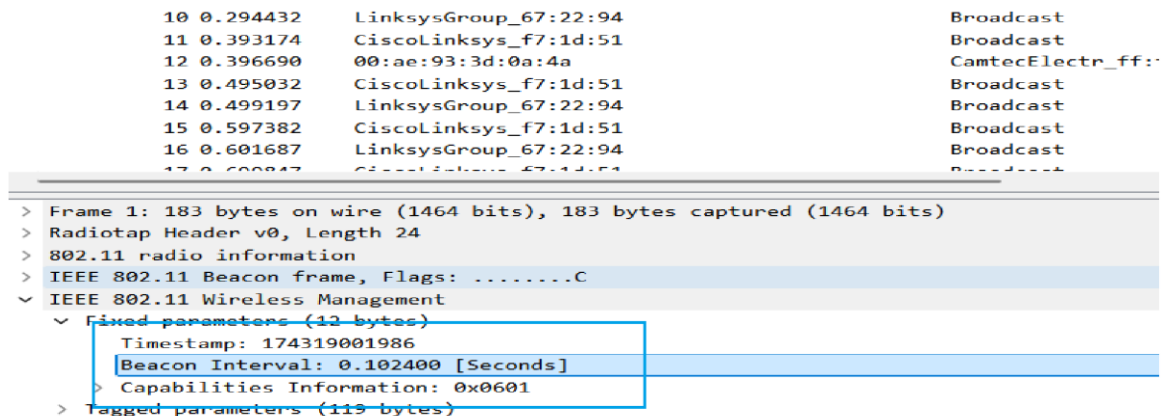 10 0.294432 LinksysGroup_67:22:94 Broadcast
11 0.393174 CiscoLinksys_f7:1d:51 Broadcast
12 0.396690 00:ae:93:3d:0a:4a CamtecElectr_ff:
13 0.495032 CiscoLinksys_f7:1d:51 Broadcast
14 0.499197 LinksysGroup_67:22:94 Broadcast
15 0.597382 CiscoLinksys_f7:1d:51 Broadcast
16 0.601687 LinksysGroup_67:22:94 Broadcast
> Frame 1: 183 bytes on wire (1464 bits), 183 bytes captured (1464 bits)
> Radiotap Header v0, Length 24
> 802.11 radio information
> IEEE 802.11 Beacon frame, Flags: ........C
IEEE 802.11 Wireless Management
Fixed parameters (12 bytes)
Timestamp: 174319001986
Beacon Interval: 0.102400 [Seconds]
> Capabilities Information: 0x0601
> Tagged parameters (119 bytes)